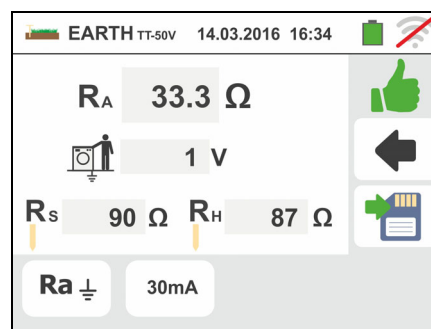 EARTH TT-50V 14.03.2016 16:34
RA 33.3 Ω
1 V
RS 90 Ω RH 87 Ω
Ra 30mA